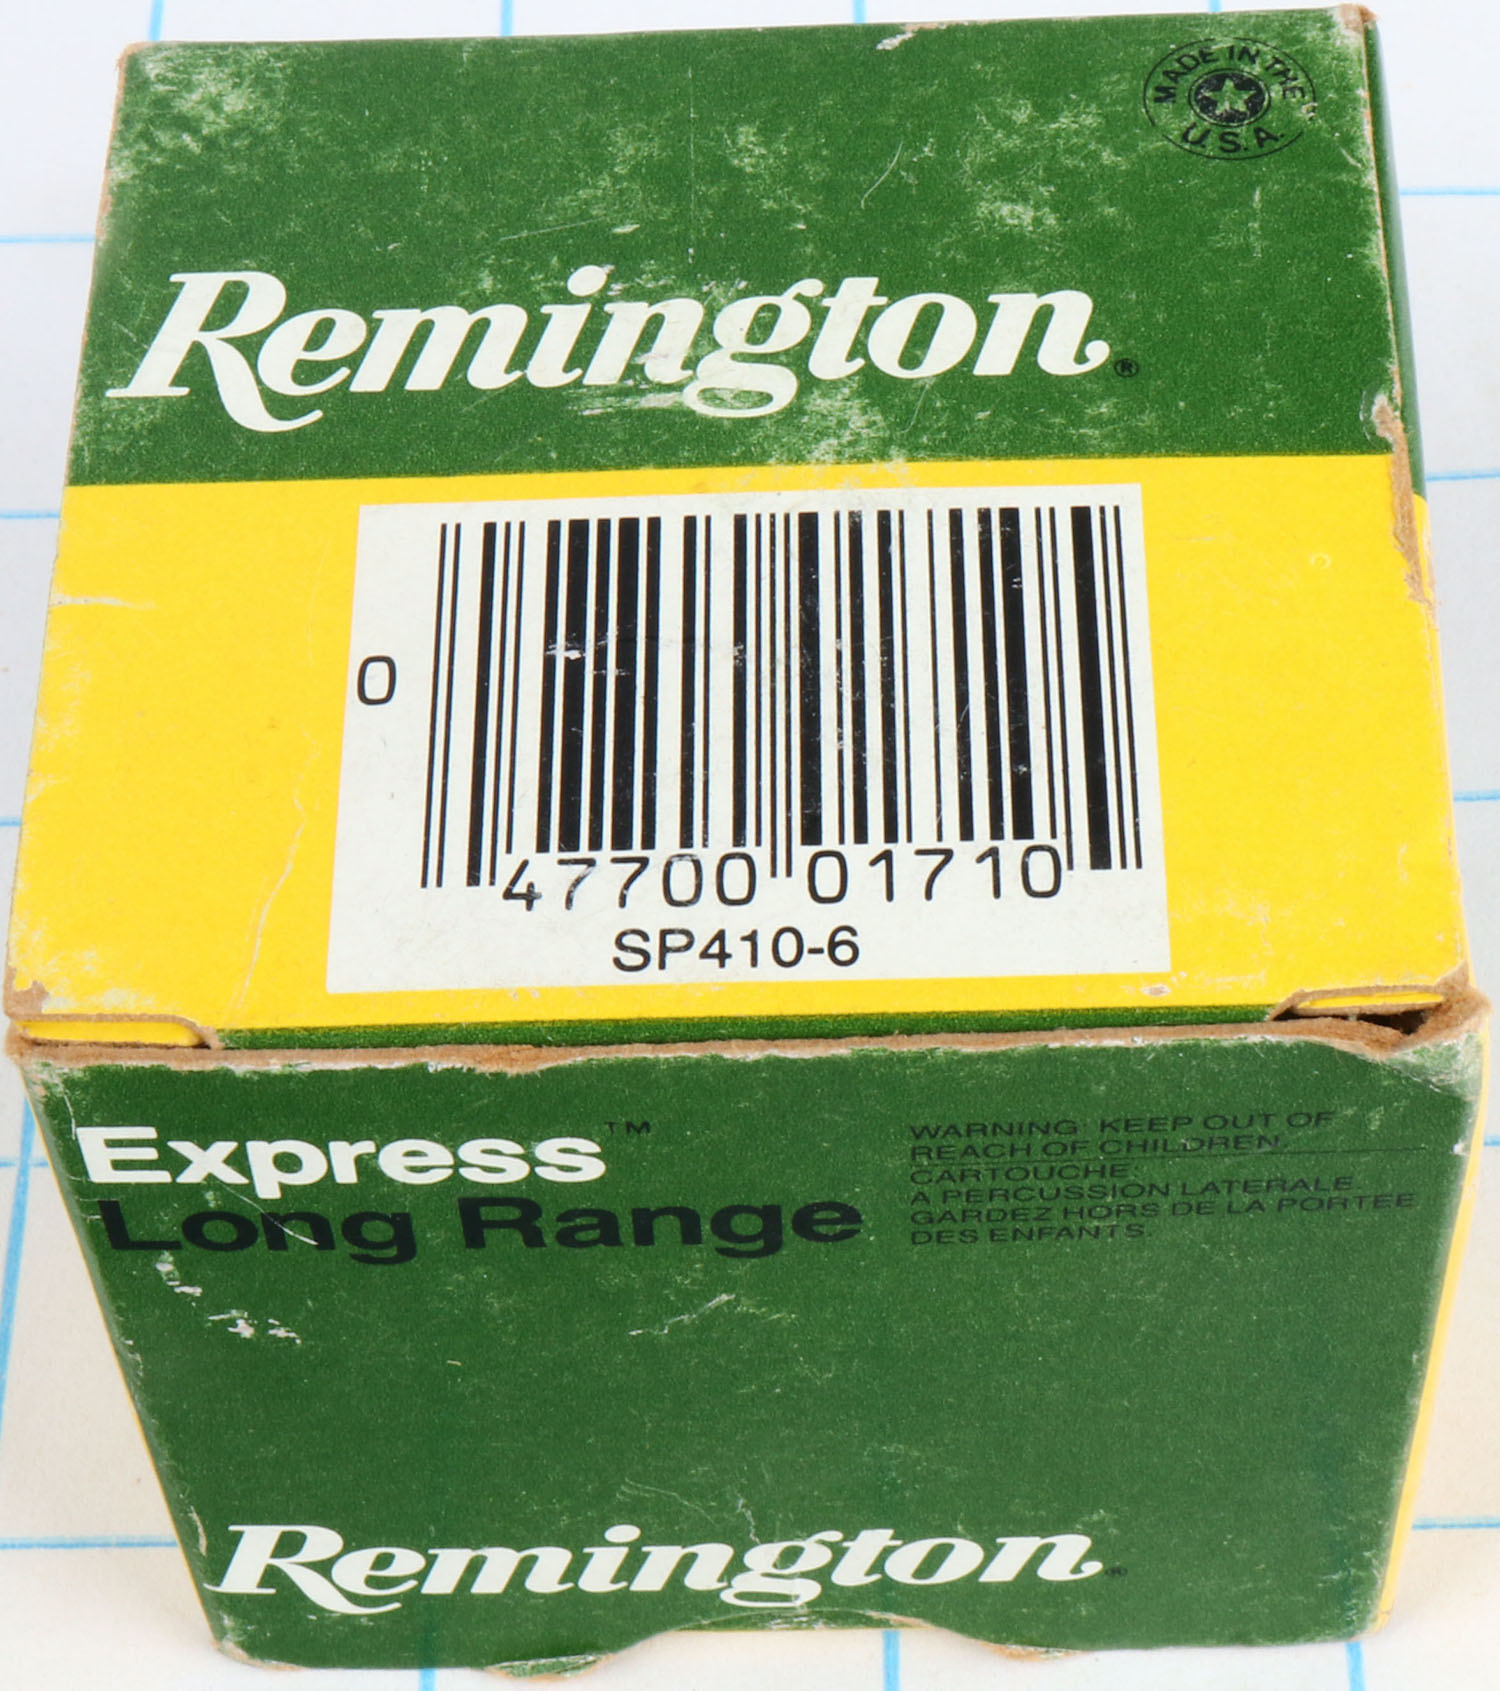 MADE IN THE
U.S.A.
Remington®
0
47700 01710
SP410-6
Express™
Long Range
WARNING KEEP OUT OF
REACH OF CHILDREN.
CARTOUCHE:
A PERCUSSION LATERALE.
GARDEZ HORS DE LA PORTEE
DES ENFANTS.
Remington®